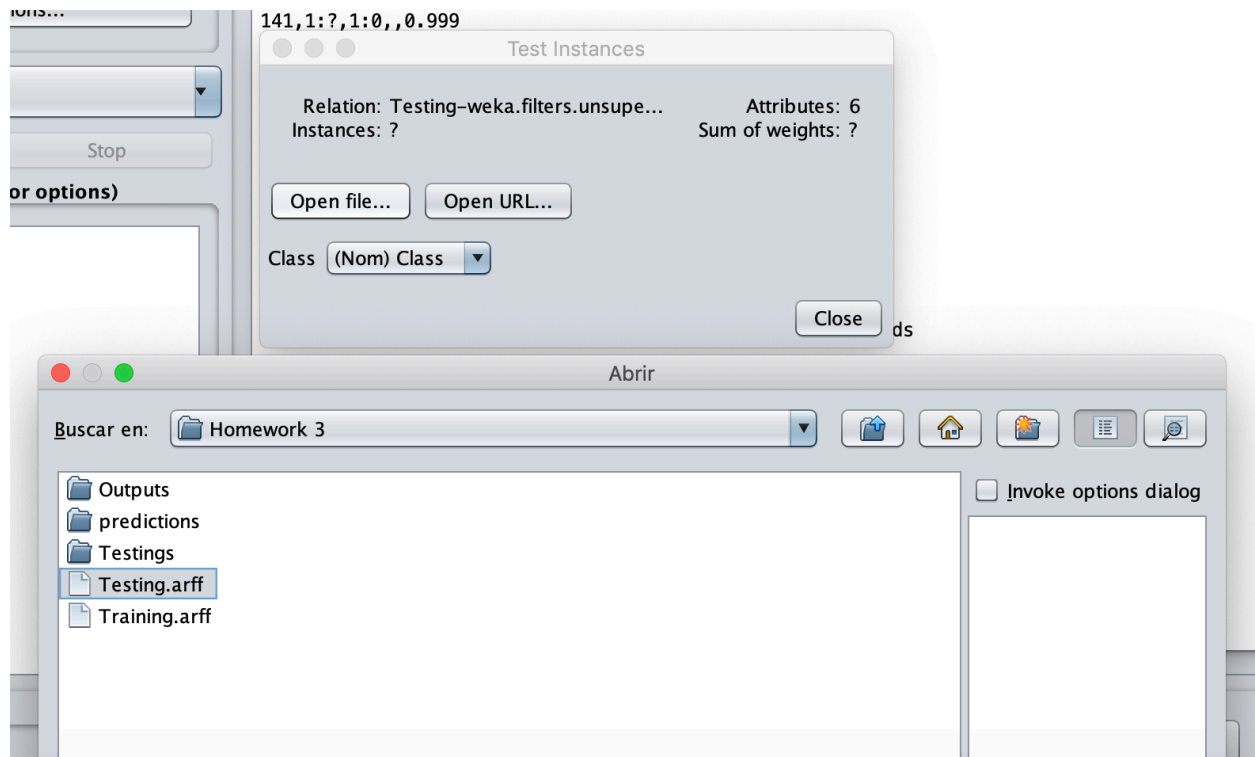 141,1:?,1:0,,0.999
Test Instances
Relation: Testing-weka.filters.unsupe... Attributes: 6
Instances: ? Sum of weights: ?
Stop
or options)
Open file... Open URL...
Class (Nom) Class
Close
ds
Abrir
Buscar en: Homework 3
Outputs
Invoke options dialog
predictions
Testings
Testing.arff
Training.arff